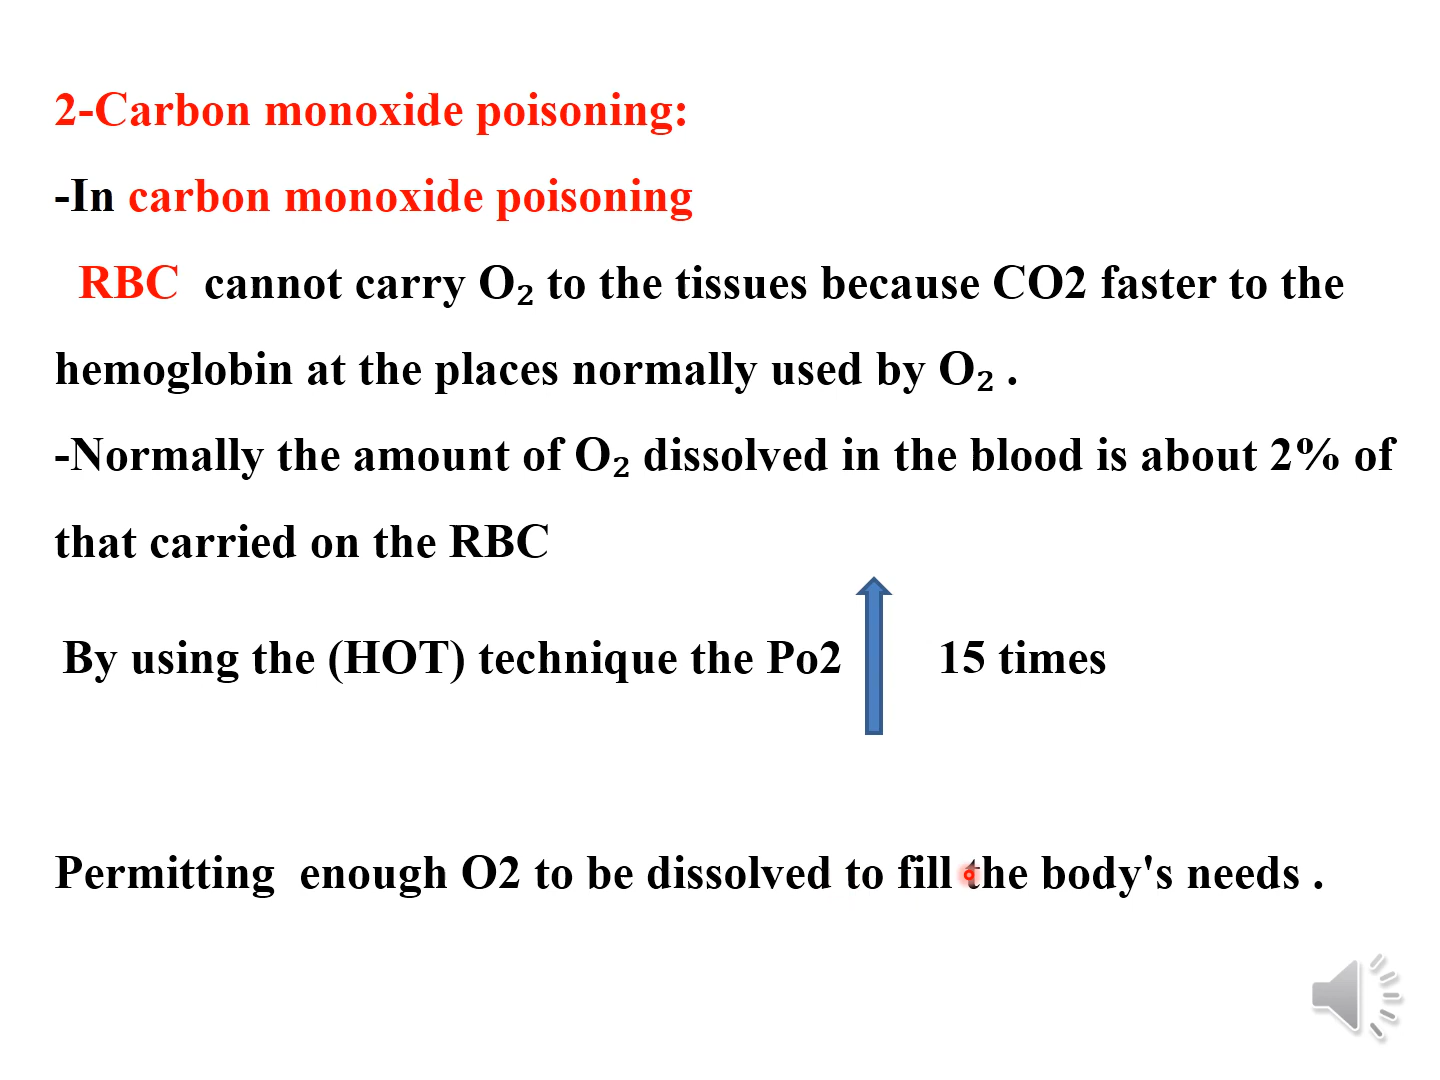 2-Carbon monoxide poisoning:
-In carbon monoxide poisoning
RBC cannot carry O₂ to the tissues because CO2 faster to the
hemoglobin at the places normally used by O₂ .
-Normally the amount of O₂ dissolved in the blood is about 2% of
that carried on the RBC
By using the (HOT) technique the Po2 15 times
Permitting enough O2 to be dissolved to fill the body's needs .